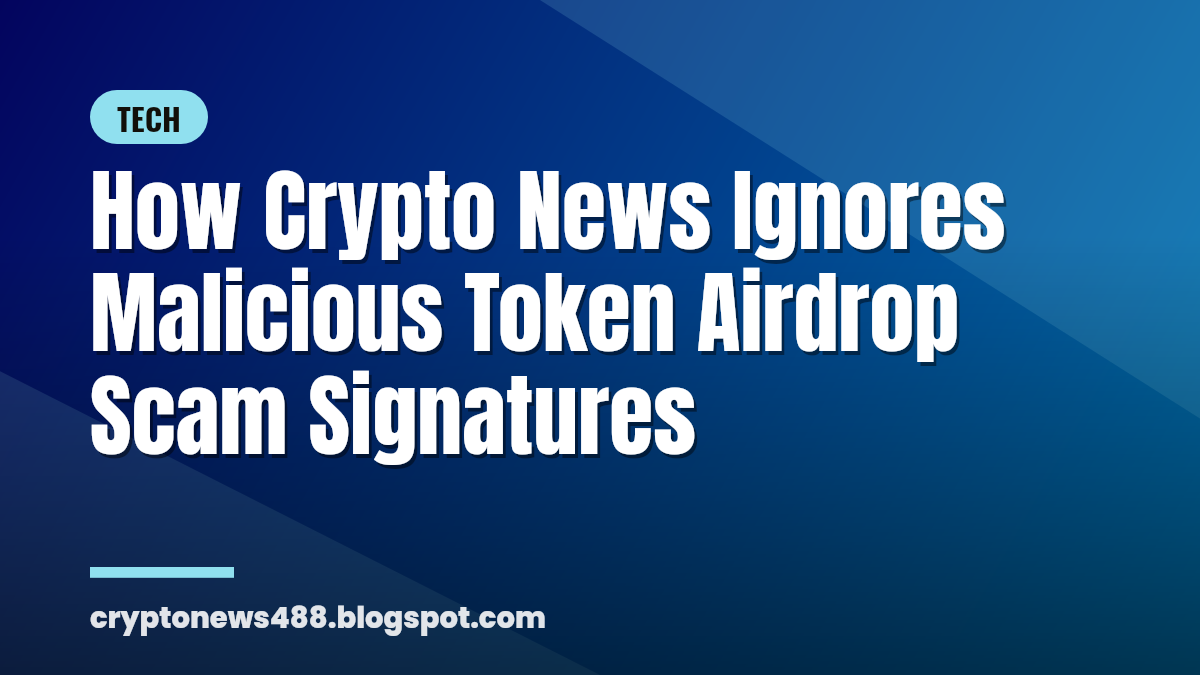 TECH
How Crypto News Ignores
Malicious Token Airdrop
Scam Signatures
cryptonews488.blogspot.com